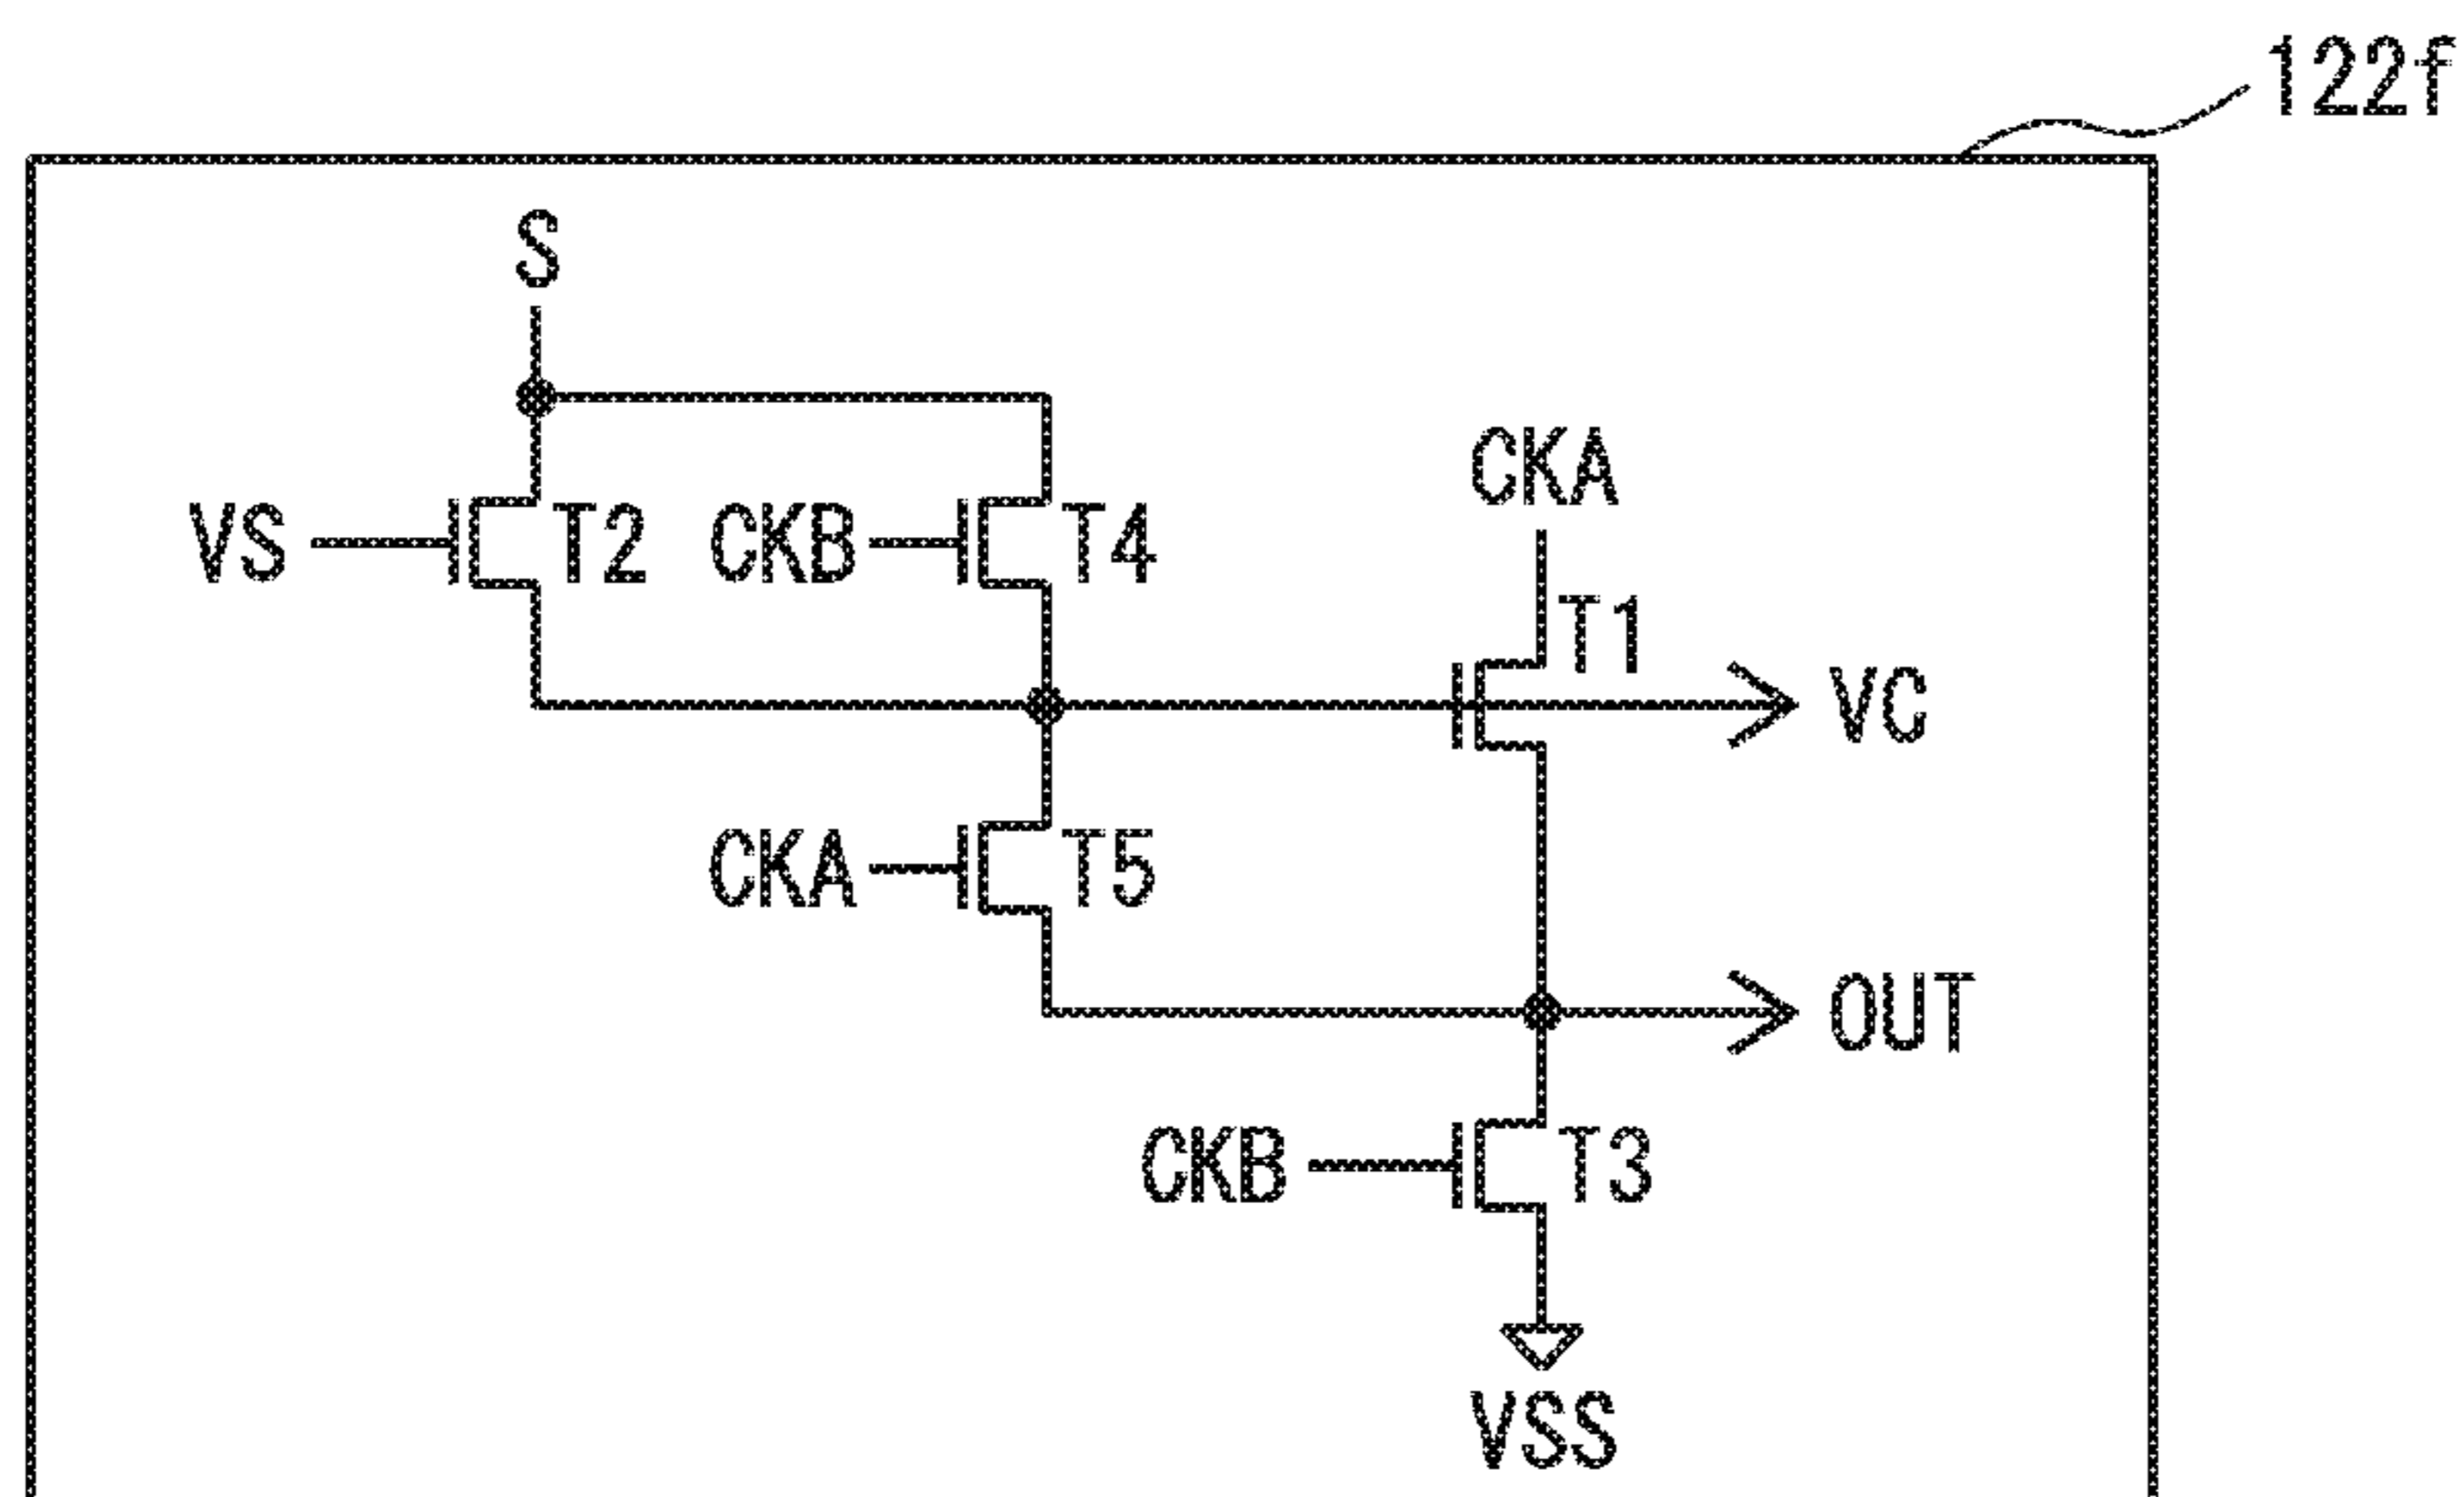 122f
S
CKA
VS T2 CKB T4
T1
VC
CKA T5
OUT
CKB T3
VSS